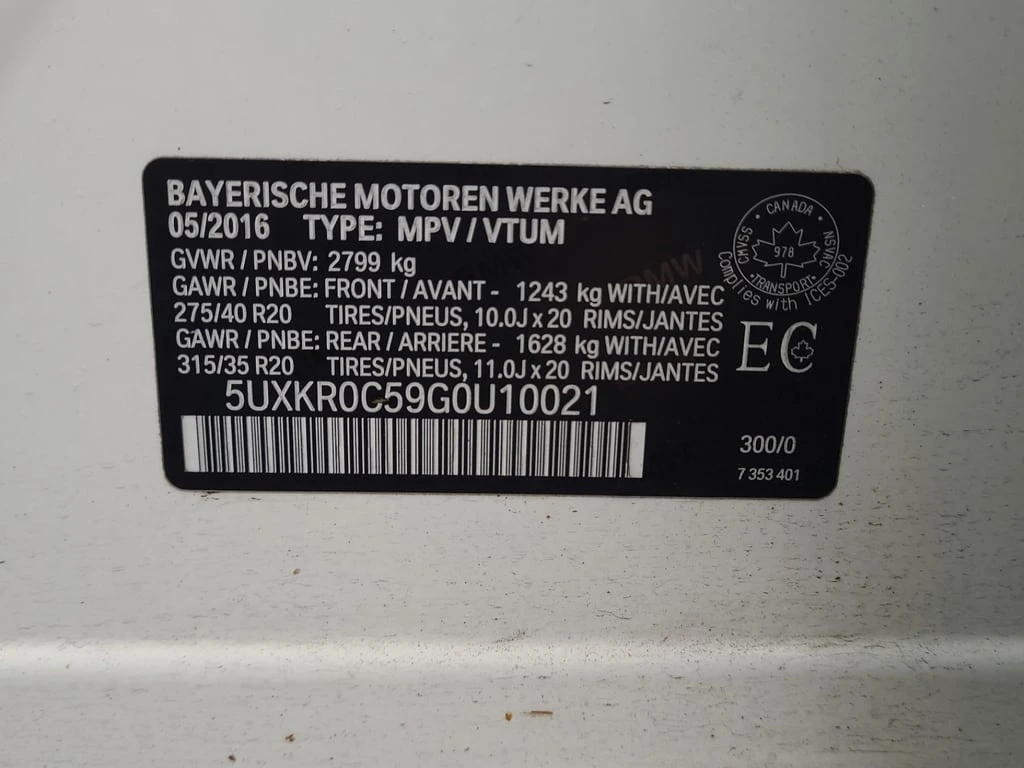 BAYERISCHE MOTOREN WERKE AG
05/2016 TYPE: MPV / VTUM
GVWR / PNBV: 2799 kg
GAWR / PNBE: FRONT / AVANT - 1243 kg WITH/AVEC
275/40 R20 TIRES/PNEUS, 10.0J x 20 RIMS/JANTES
GAWR / PNBE: REAR / ARRIERE - 1628 kg WITH/AVEC
315/35 R20 TIRES/PNEUS, 11.0J x 20 RIMS/JANTES
5UXKR0C59G0U10021
CANADA
CMVSS
NSVAC
978
TRANSPORT
Complies with ICES-002
EC
300/0
7 353 401
BMW